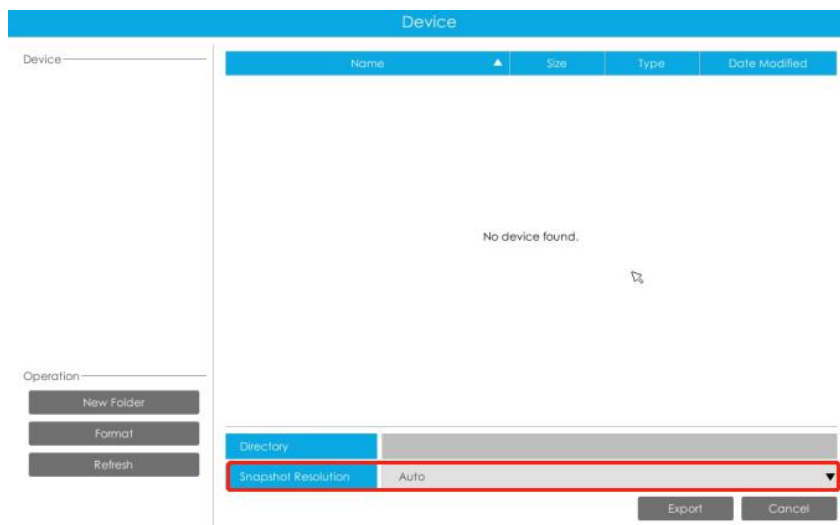 Device
Device
Name Size Type Date Modified
No device found.
Operation
New Folder
Format
Refresh
Directory
Snapshot Resolution Auto
Export Cancel